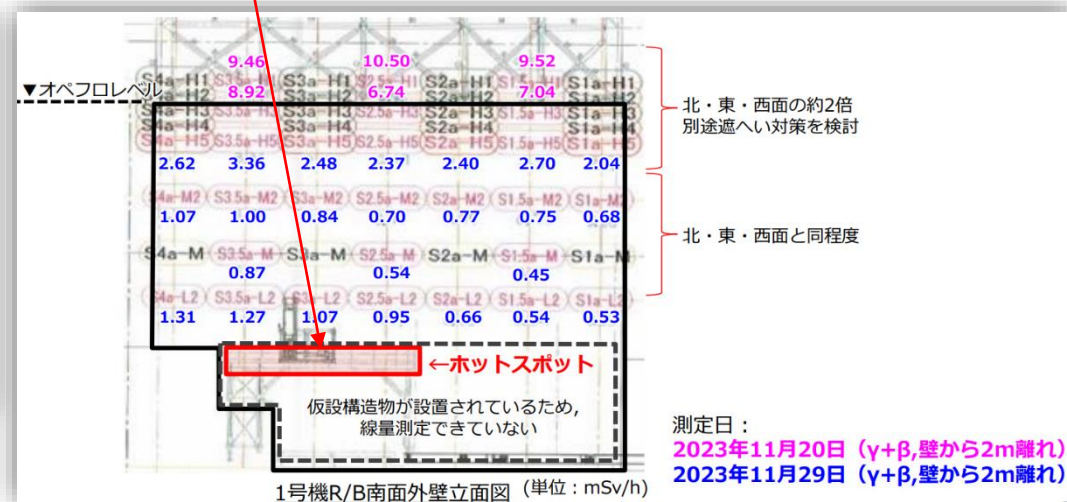 9.46 10.50 9.52
S4a-H1 S3.5a-H1 S3a-H1 S2.5a-H1 S2a-H1 S1.5a-H1 S1a-H1
▼オペフロレベル
S4a-H2 8.92 S3a-H2 6.74 S2a-H2 7.04 S1a-H2
S4a-H3 S3.5a-H3 S3a-H3 S2.5a-H3 S2a-H3 S1.5a-H3 S1a-H3
北・東・西面の約2倍
別途遮へい対策を検討
S4a-H4 S3a-H4 S2a-H4 S1a-H4
S4a-H5 S3.5a-H5 S3a-H5 S2.5a-H5 S2a-H5 S1.5a-H5 S1a-H5
2.62 3.36 2.48 2.37 2.40 2.70 2.04
S4a-M2 S3.5a-M2 S3a-M2 S2.5a-M2 S2a-M2 S1.5a-M2 S1a-M2
1.07 1.00 0.84 0.70 0.77 0.75 0.68
北・東・西面と同程度
S4a-M S3.5a-M S3a-M S2.5a-M S2a-M S1.5a-M S1a-M
0.87 0.54 0.45
S4a-L2 S3.5a-L2 S3a-L2 S2.5a-L2 S2a-L2 S1.5a-L2 S1a-L2
1.31 1.27 1.07 0.95 0.66 0.54 0.53
←ホットスポット
仮設構造物が設置されているため，
線量測定できていない
測定日：
2023年11月20日（γ+β,壁から2m離れ）
2023年11月29日（γ+β,壁から2m離れ）
1号機R/B南面外壁立面図 (単位：mSv/h)